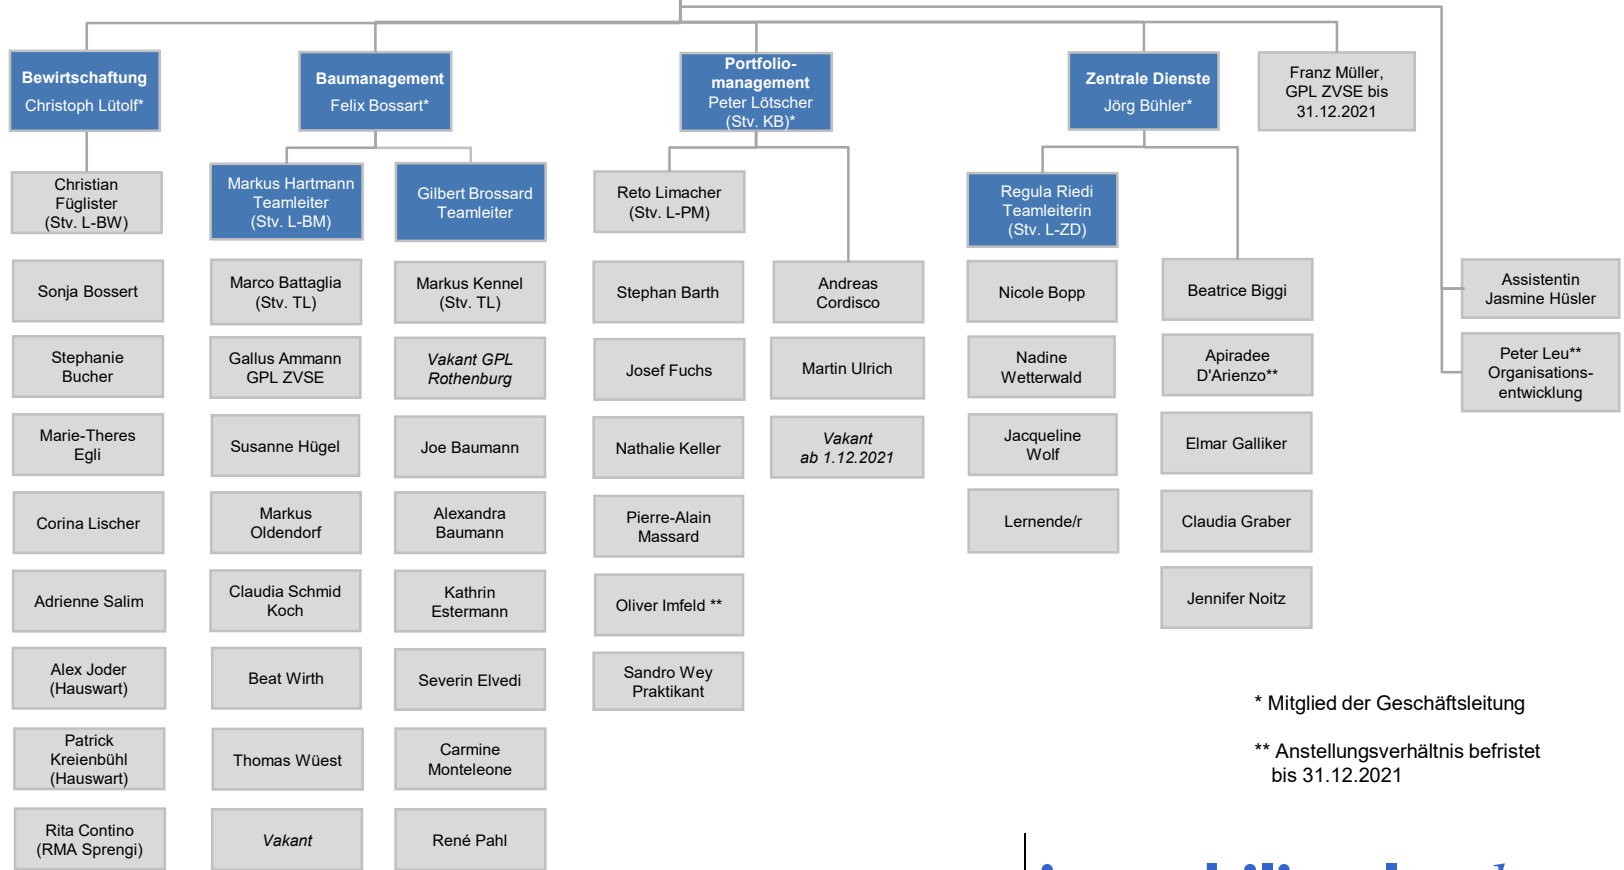 Bewirtschaftung
Christoph Lütolf*
Baumanagement
Felix Bossart*
Portfolio-
management
Peter Lötscher
(Stv. KB)*
Zentrale Dienste
Jörg Bühler*
Franz Müller,
GPL ZVSE bis
31.12.2021
Christian
Füglister
(Stv. L-BW)
Sonja Bossert
Stephanie
Bucher
Marie-Theres
Egli
Corina Lischer
Adrienne Salim
Alex Joder
(Hauswart)
Patrick
Kreienbühl
(Hauswart)
Rita Contino
(RMA Sprengi)
Markus Hartmann
Teamleiter
(Stv. L-BM)
Marco Battaglia
(Stv. TL)
Gallus Ammann
GPL ZVSE
Susanne Hügel
Markus
Oldendorf
Claudia Schmid
Koch
Beat Wirth
Thomas Wüest
Vakant
Gilbert Brossard
Teamleiter
Markus Kennel
(Stv. TL)
Vakant GPL
Rothenburg
Joe Baumann
Alexandra
Baumann
Kathrin
Estermann
Severin Elvedi
Carmine
Monteleone
René Pahl
Reto Limacher
(Stv. L-PM)
Stephan Barth
Josef Fuchs
Nathalie Keller
Pierre-Alain
Massard
Oliver Imfeld **
Sandro Wey
Praktikant
Andreas
Cordisco
Martin Ulrich
Vakant
ab 1.12.2021
Regula Riedi
Teamleiterin
(Stv. L-ZD)
Nicole Bopp
Nadine
Wetterwald
Jacqueline
Wolf
Lernende/r
Beatrice Biggi
Apiradee
D'Arienzo**
Elmar Galliker
Claudia Graber
Jennifer Noitz
Assistentin
Jasmine Hüsler
Peter Leu**
Organisations-
entwicklung
* Mitglied der Geschäftsleitung
** Anstellungsverhältnis befristet
bis 31.12.2021